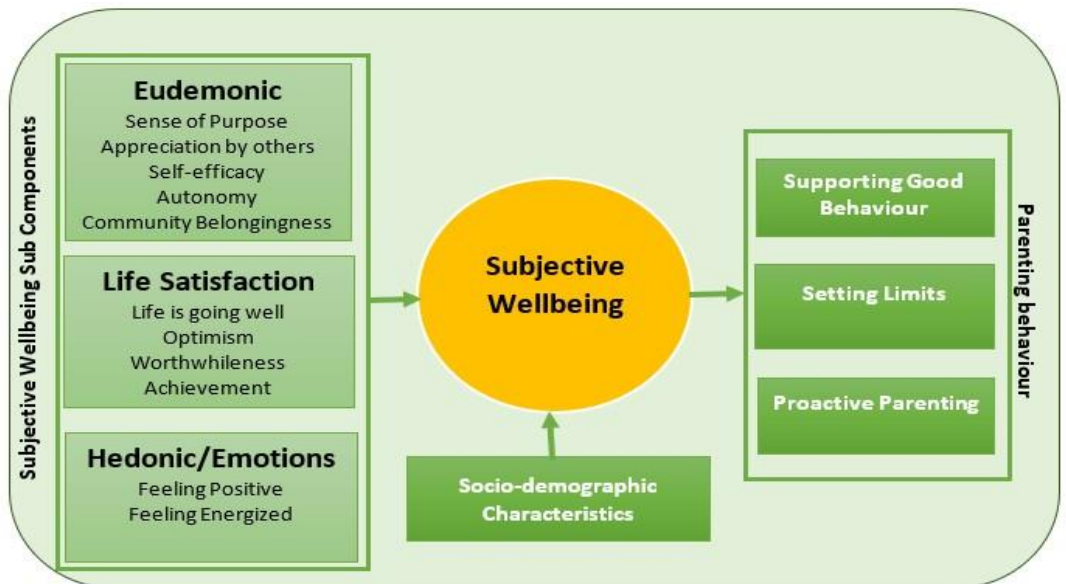 Subjective Wellbeing Sub Components
Eudemonic
Sense of Purpose
Appreciation by others
Self-efficacy
Autonomy
Community Belongingness
Life Satisfaction
Life is going well
Optimism
Worthwhileness
Achievement
Hedonic/Emotions
Feeling Positive
Feeling Energized
Subjective
Wellbeing
Socio-demographic
Characteristics
Supporting Good
Behaviour
Setting Limits
Proactive Parenting
Parenting behaviour